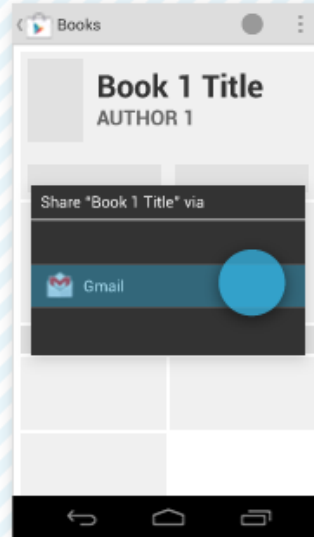 Books
Book 1 Title
AUTHOR 1
Share "Book 1 Title" via
Gmail